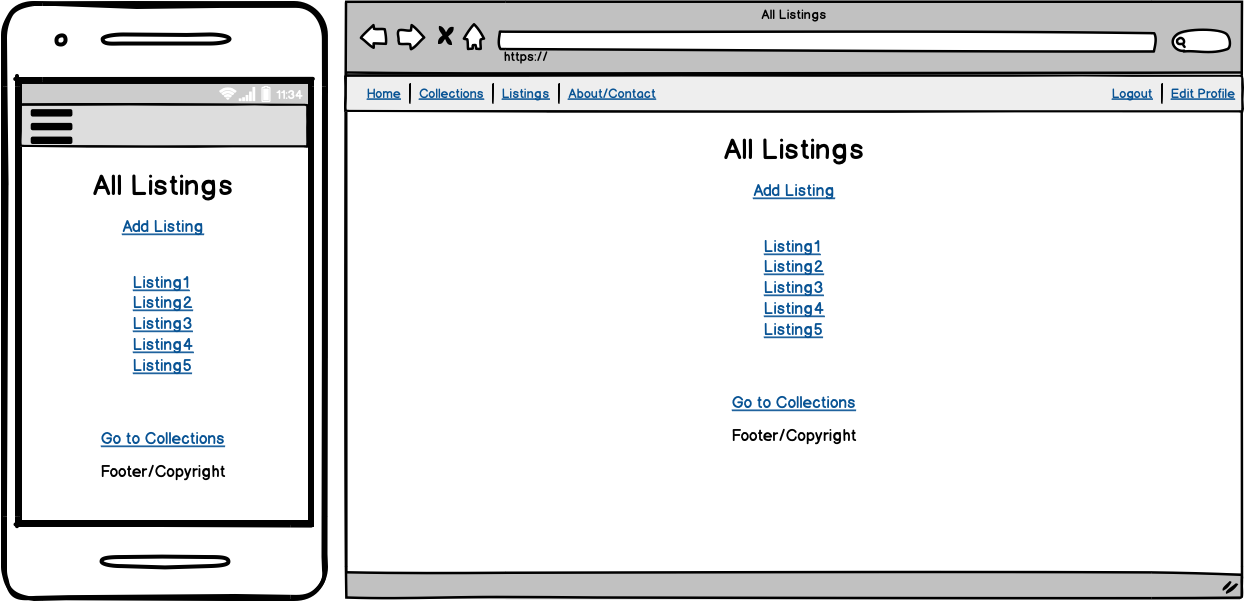 11:34
All Listings
Add Listing
Listing1
Listing2
Listing3
Listing4
Listing5
Go to Collections
Footer/Copyright
All Listings
https://
Home Collections Listings About/Contact Logout Edit Profile
All Listings
Add Listing
Listing1
Listing2
Listing3
Listing4
Listing5
Go to Collections
Footer/Copyright